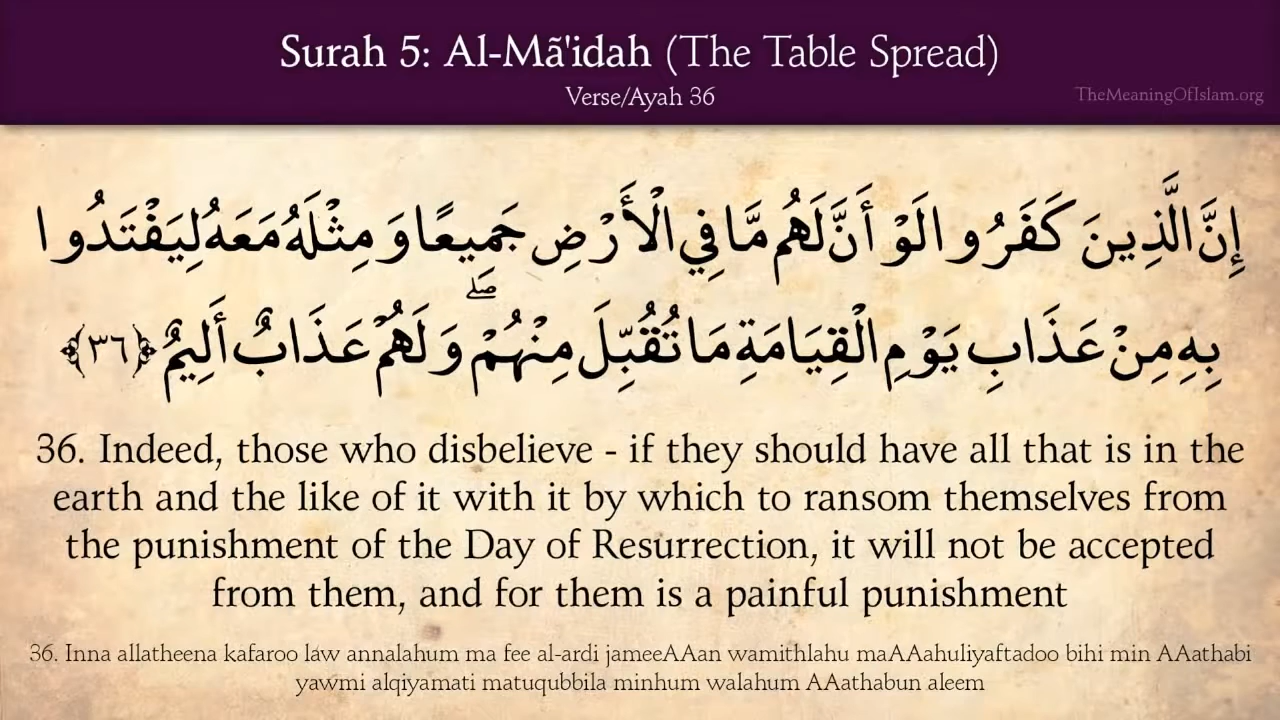 Surah 5: Al-Mã'idah (The Table Spread)
Verse/Ayah 36
TheMeaningOfIslam.org
إِنَّ الَّذِينَ كَفَرُوا لَوْ أَنَّ لَهُم مَّا فِي الْأَرْضِ جَمِيعًا وَمِثْلَهُ مَعَهُ لِيَفْتَدُوا
بِهِ مِنْ عَذَابِ يَوْمِ الْقِيَامَةِ مَا تُقُبِّلَ مِنْهُمْ ۖ وَلَهُمْ عَذَابٌ أَلِيمٌ ﴿٣٦﴾
36. Indeed, those who disbelieve - if they should have all that is in the
earth and the like of it with it by which to ransom themselves from
the punishment of the Day of Resurrection, it will not be accepted
from them, and for them is a painful punishment
36. Inna allatheena kafaroo law annalahum ma fee al-ardi jameeAAan wamithlahu maAAahuliyaftadoo bihi min AAathabi
yawmi alqiyamati matuqubbila minhum walahum AAathabun aleem